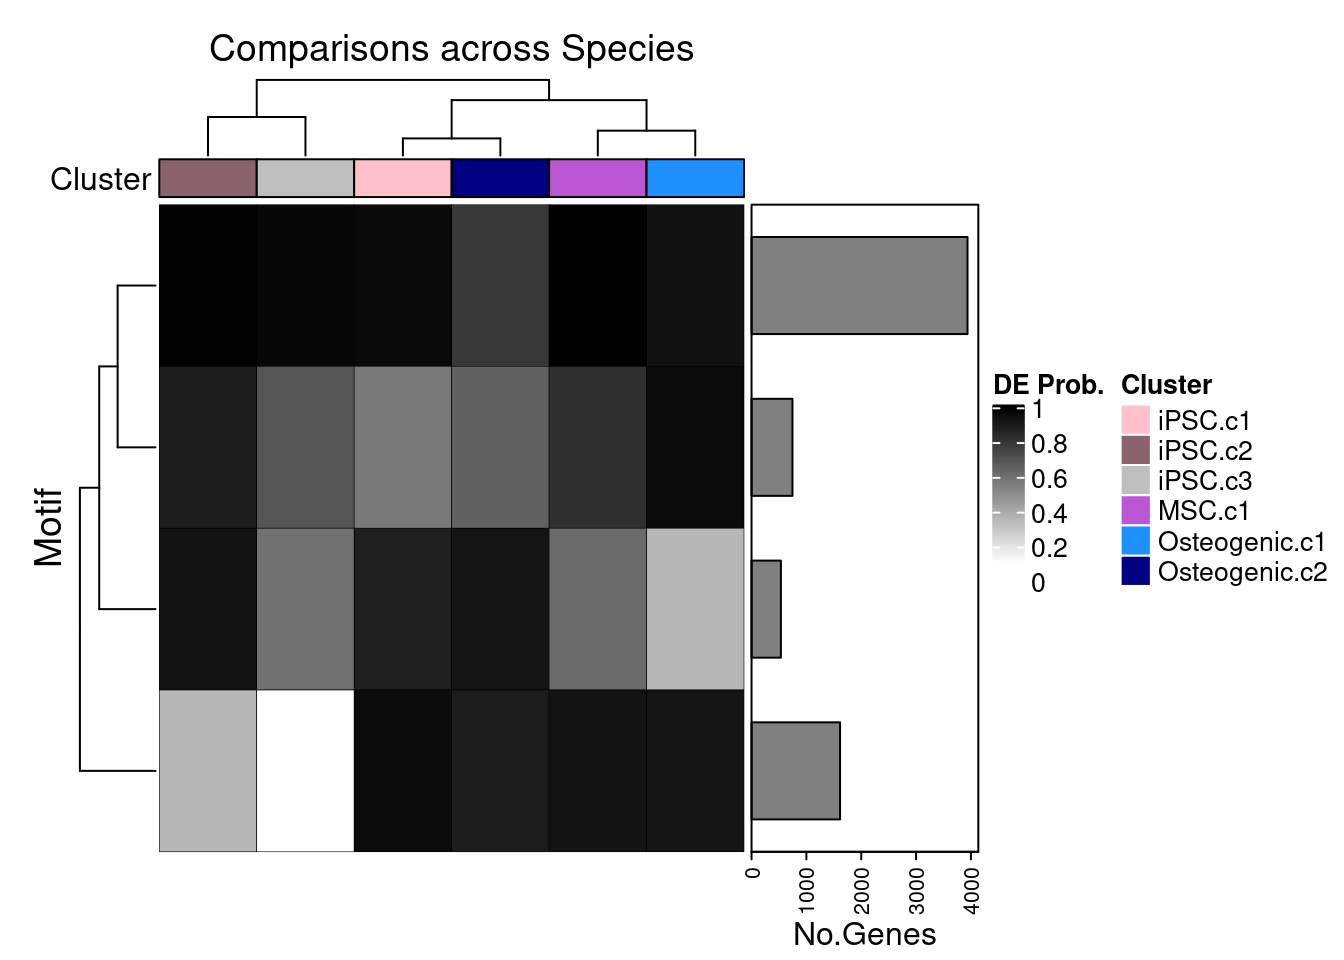 Comparisons across Species
Cluster
Motif
DE Prob.
1
0.8
0.6
0.4
0.2
0
Cluster
iPSC.c1
iPSC.c2
iPSC.c3
MSC.c1
Osteogenic.c1
Osteogenic.c2
0
1000
2000
3000
4000
No.Genes